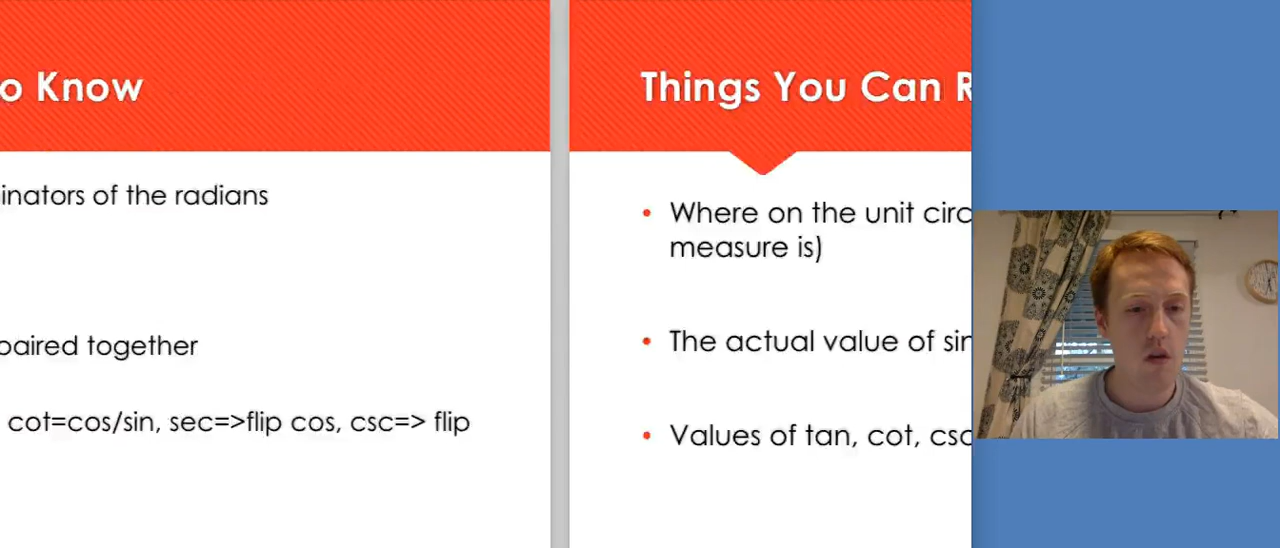 o Know
inators of the radians
paired together
cot=cos/sin, sec=>flip cos, csc=> flip
Things You Can R
• Where on the unit circ
measure is)
• The actual value of sin
• Values of tan, cot, csc